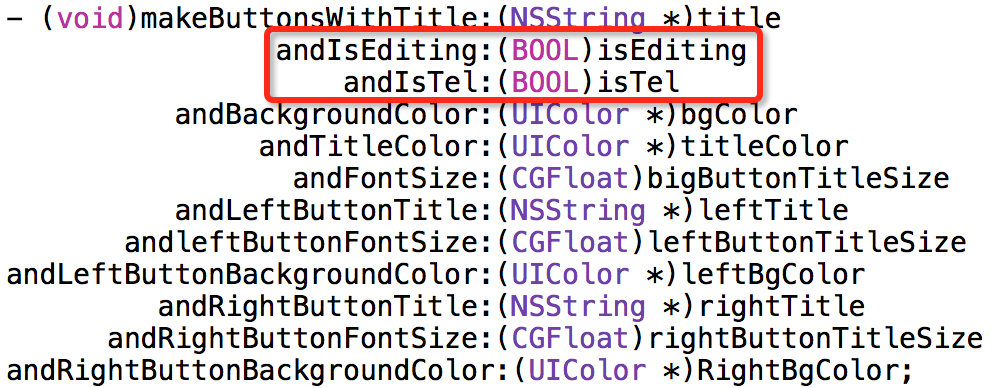 - (void)makeButtonsWithTitle:(NSString *)title
andIsEditing:(BOOL)isEditing
andIsTel:(BOOL)isTel
andBackgroundColor:(UIColor *)bgColor
andTitleColor:(UIColor *)titleColor
andFontSize:(CGFloat)bigButtonTitleSize
andLeftButtonTitle:(NSString *)leftTitle
andleftButtonFontSize:(CGFloat)leftButtonTitleSize
andLeftButtonBackgroundColor:(UIColor *)leftBgColor
andRightButtonTitle:(NSString *)rightTitle
andRightButtonFontSize:(CGFloat)rightButtonTitleSize
andRightButtonBackgroundColor:(UIColor *)RightBgColor;